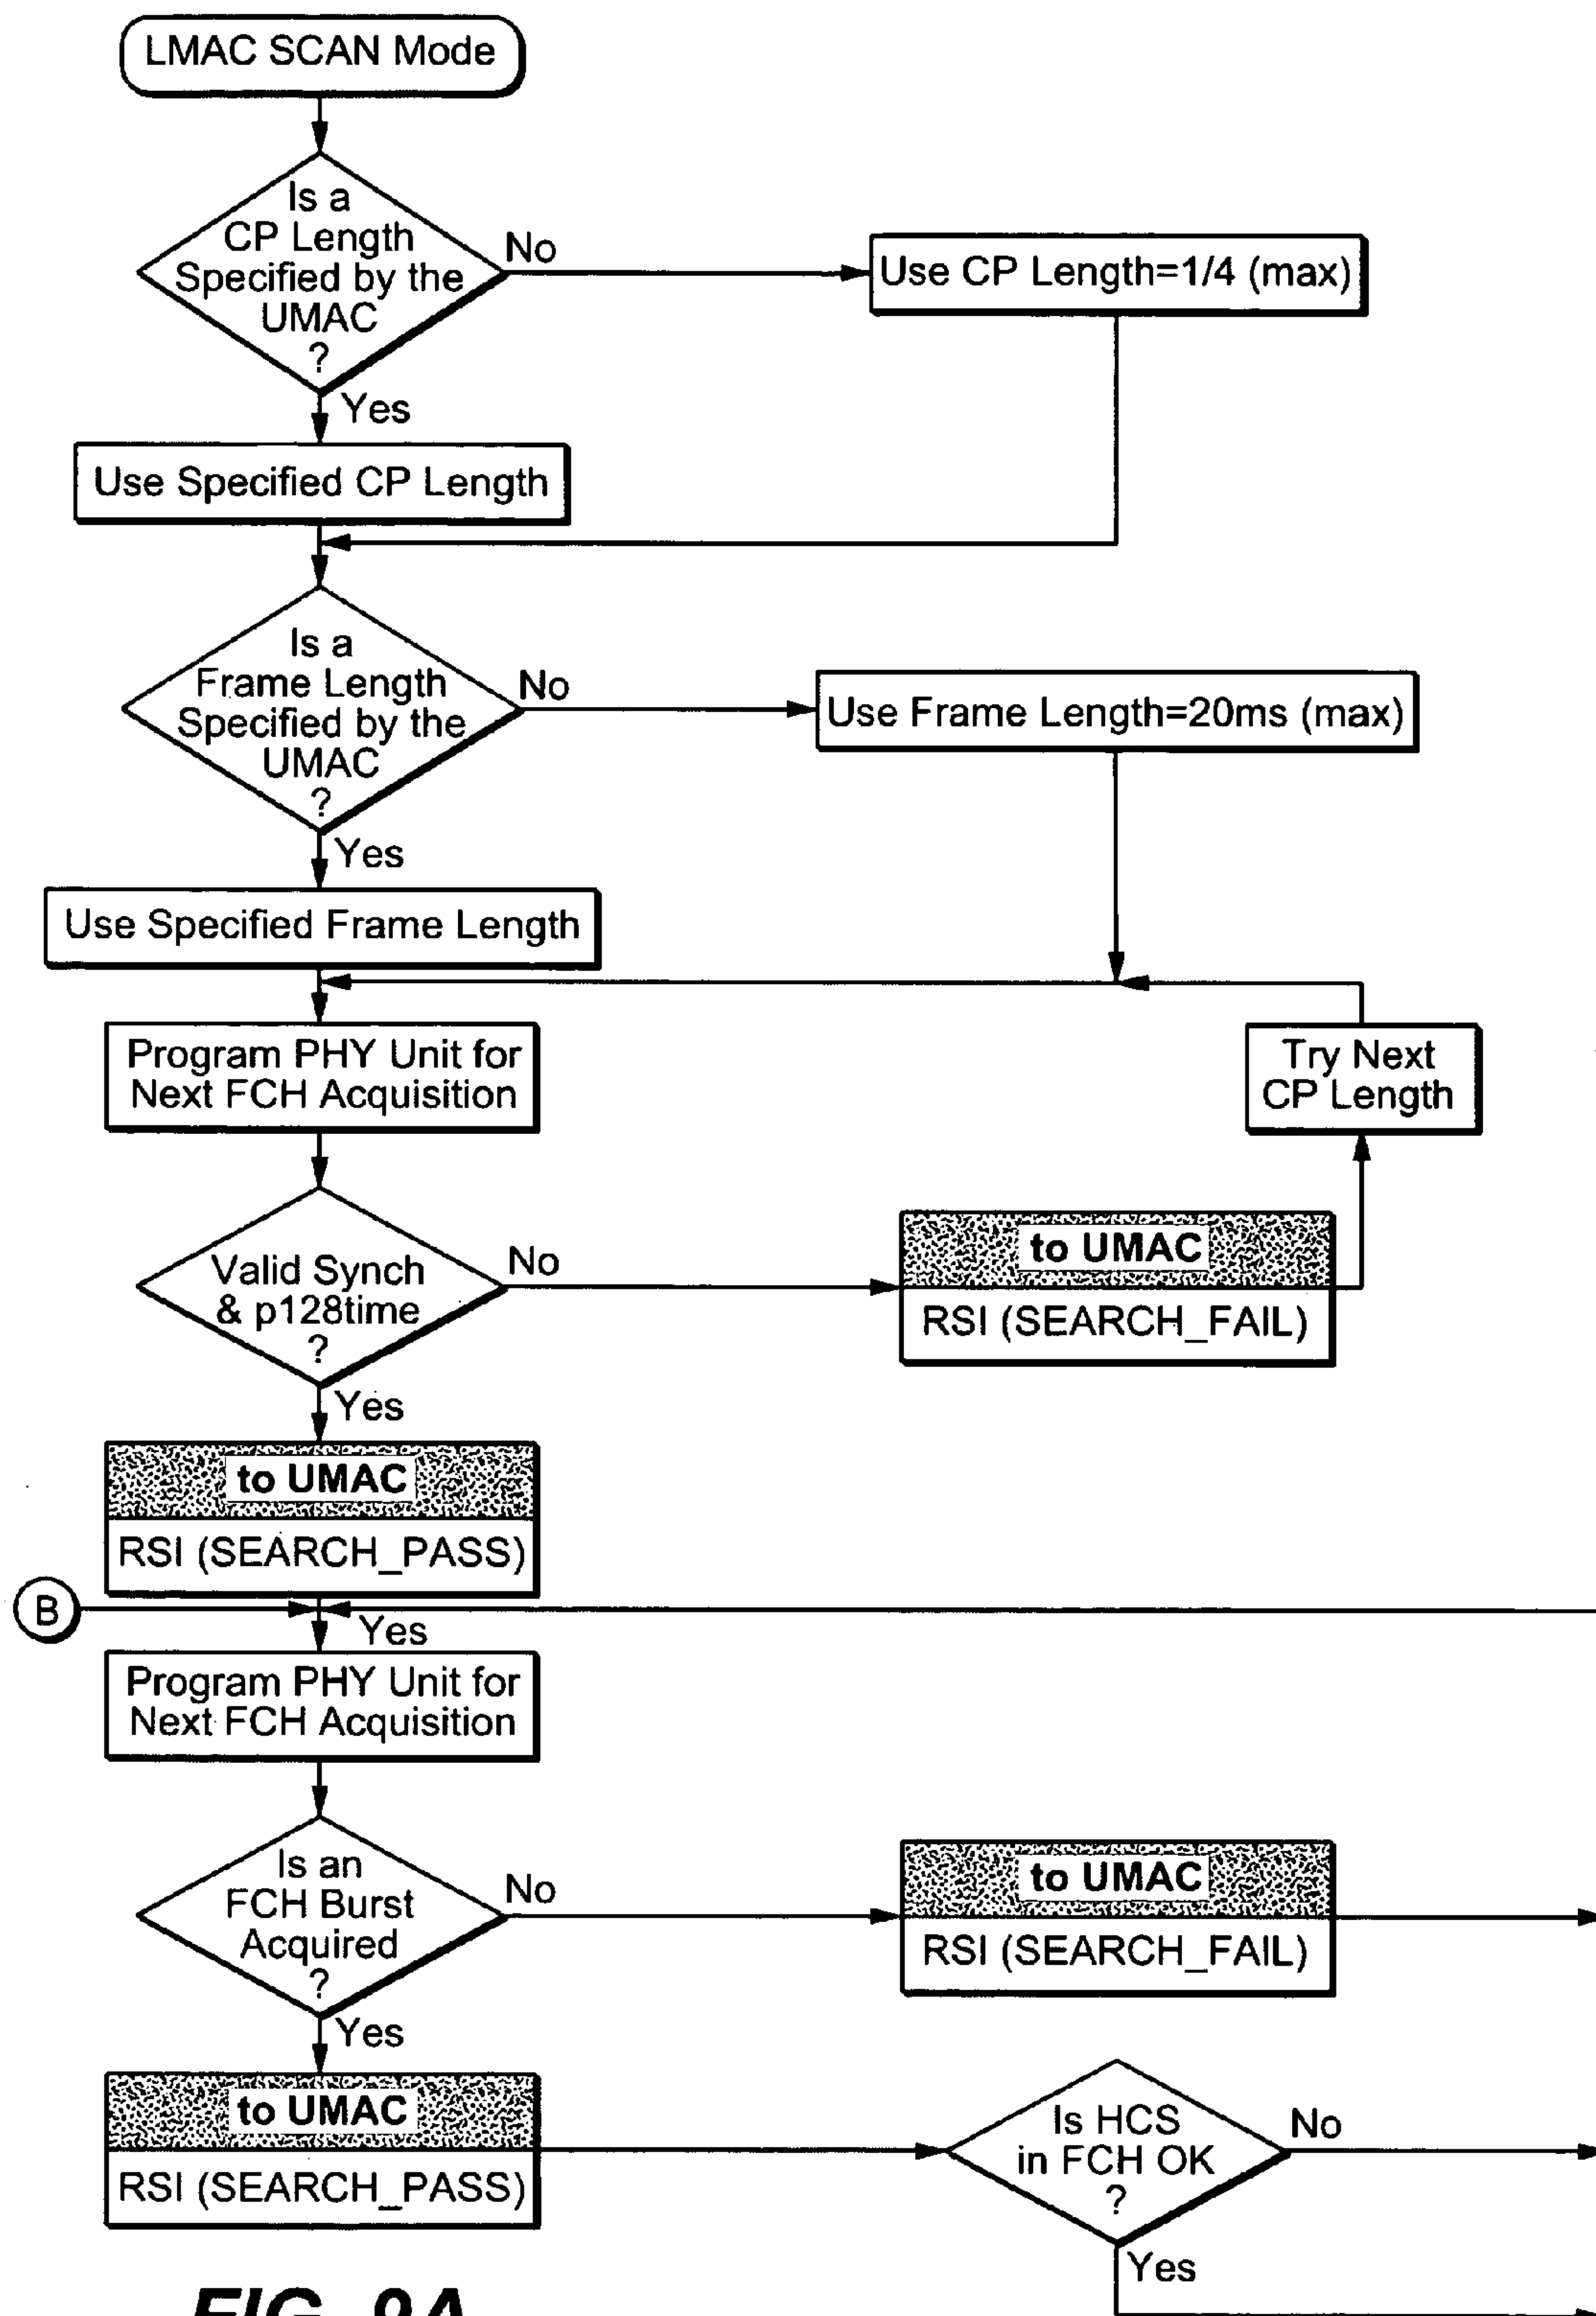 LMAC SCAN Mode
Is a
CP Length
Specified by the
UMAC
?
No
Use CP Length=1/4 (max)
Yes
Use Specified CP Length
Is a
Frame Length
Specified by the
UMAC
?
No
Use Frame Length=20ms (max)
Yes
Use Specified Frame Length
Program PHY Unit for
Next FCH Acquisition
Try Next
CP Length
Valid Synch
& p128time
?
No
to UMAC
RSI (SEARCH_FAIL)
Yes
to UMAC
RSI (SEARCH_PASS)
B
Yes
Program PHY Unit for
Next FCH Acquisition
Is an
FCH Burst
Acquired
?
No
to UMAC
RSI (SEARCH_FAIL)
Yes
to UMAC
RSI (SEARCH_PASS)
Is HCS
in FCH OK
?
No
Yes
FIG. 9A